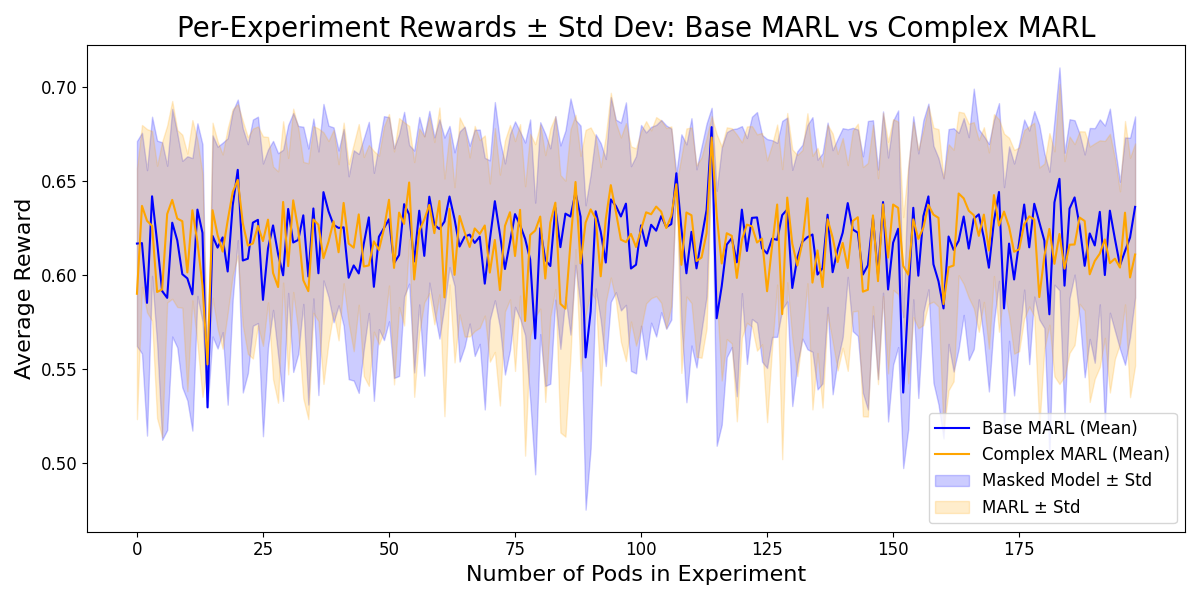 Per-Experiment Rewards ± Std Dev: Base MARL vs Complex MARL
Average Reward
0.70
0.65
0.60
0.55
0.50
Base MARL (Mean)
Complex MARL (Mean)
Masked Model ± Std
MARL ± Std
0 25 50 75 100 125 150 175
Number of Pods in Experiment